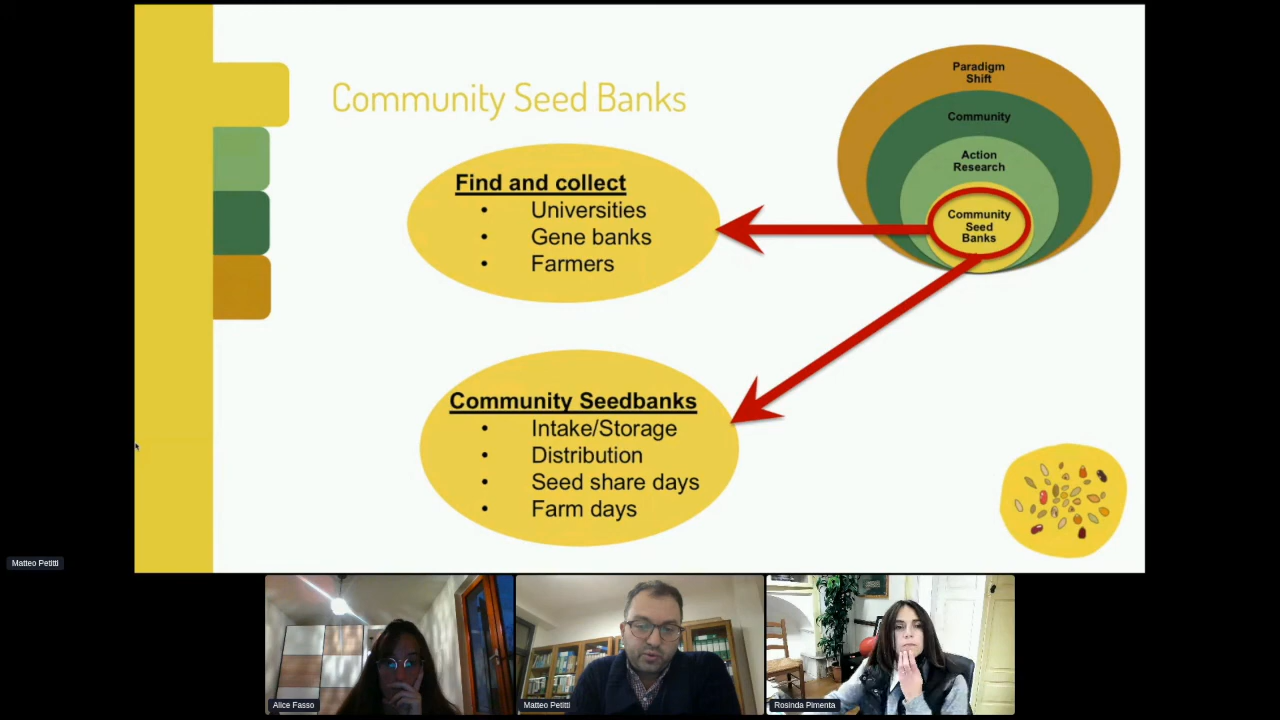 Community Seed Banks
Paradigm
Shift
Community
Action
Research
Community
Seed
Banks
Find and collect
• Universities
• Gene banks
• Farmers
Community Seedbanks
• Intake/Storage
• Distribution
• Seed share days
• Farm days
Matteo Petitti
Alice Fasso
Matteo Petitti
Rosinda Pimenta